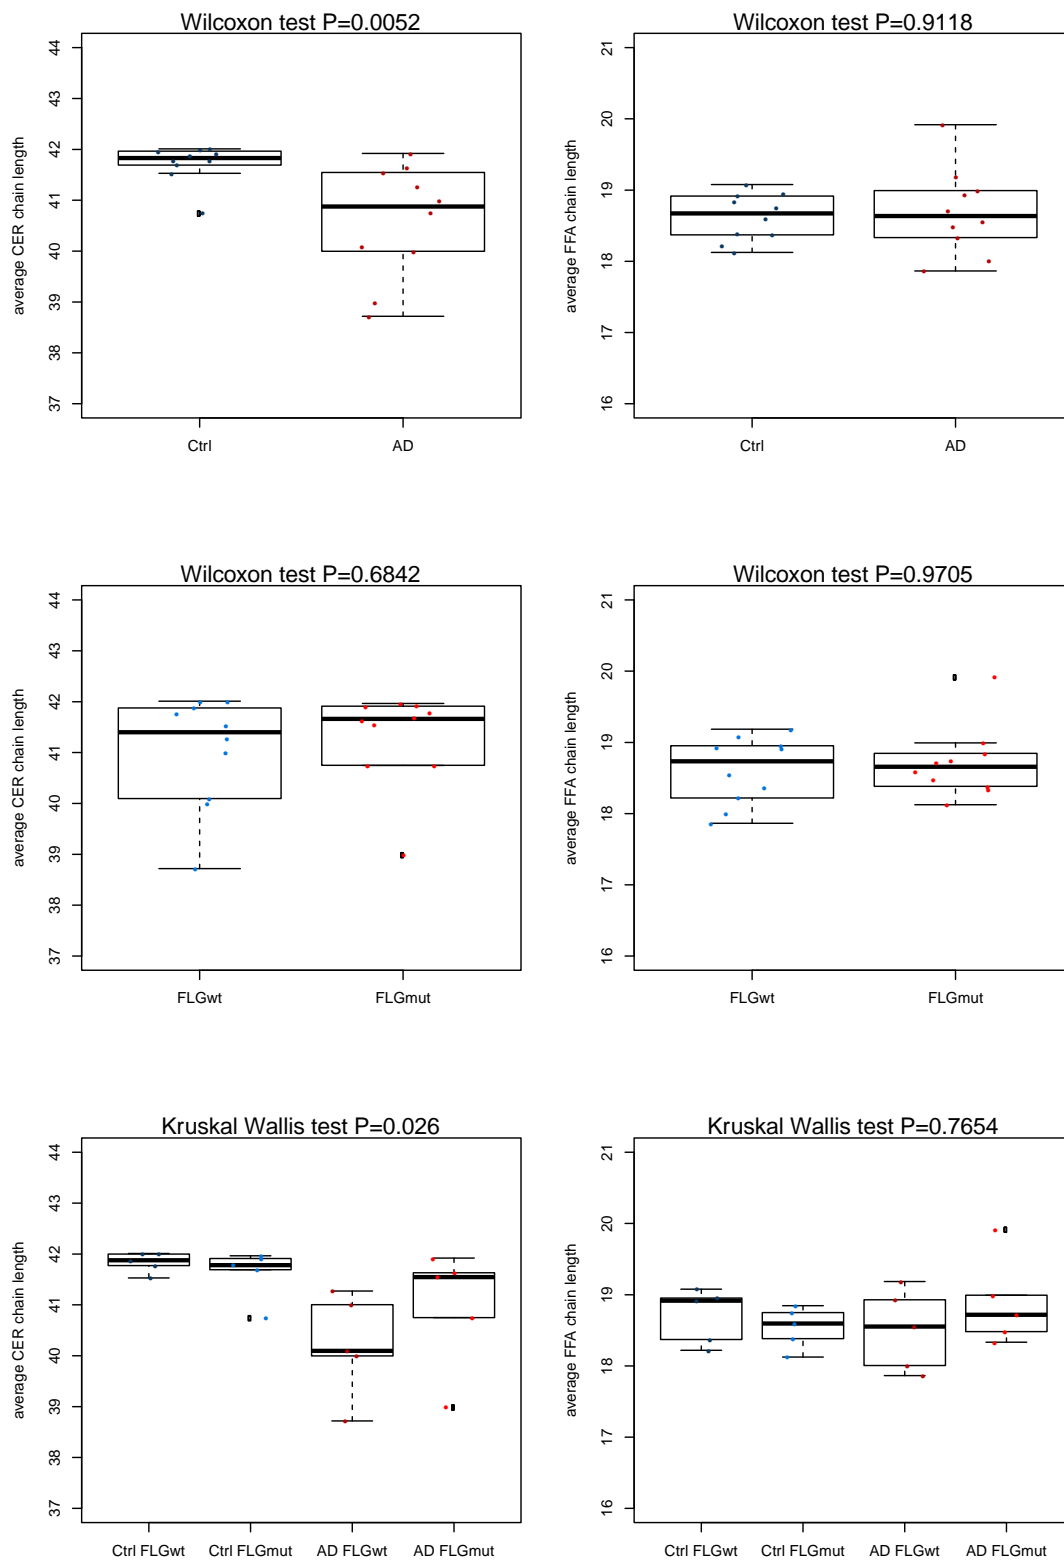 Wilcoxon test P=0.0052
average CER chain length
44
43
42
41
40
39
38
37
Ctrl AD
Wilcoxon test P=0.9118
average FFA chain length
21
20
19
18
17
16
Ctrl AD
Wilcoxon test P=0.6842
average CER chain length
44
43
42
41
40
39
38
37
FLGwt FLGmut
Wilcoxon test P=0.9705
average FFA chain length
21
20
19
18
17
16
FLGwt FLGmut
Kruskal Wallis test P=0.026
average CER chain length
44
43
42
41
40
39
38
37
Ctrl FLGwt Ctrl FLGmut AD FLGwt AD FLGmut
Kruskal Wallis test P=0.7654
average FFA chain length
21
20
19
18
17
16
Ctrl FLGwt Ctrl FLGmut AD FLGwt AD FLGmut